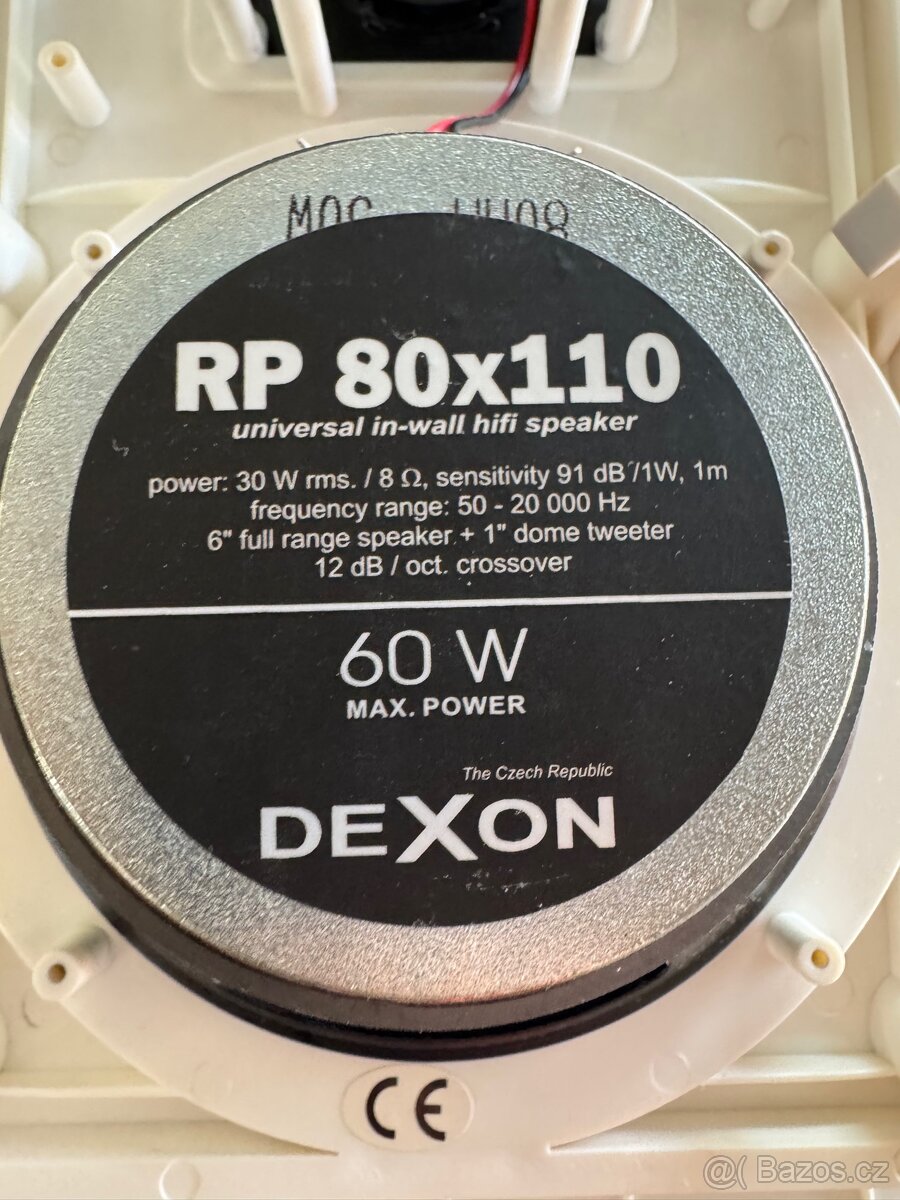 RP 80x110
universal in-wall hifi speaker
power: 30 W rms. / 8 Ω, sensitivity 91 dB /1W, 1m
frequency range: 50 - 20 000 Hz
6" full range speaker + 1" dome tweeter
12 dB / oct. crossover
60 W
MAX. POWER
The Czech Republic
DEXON
CE
@( Bazos.cz